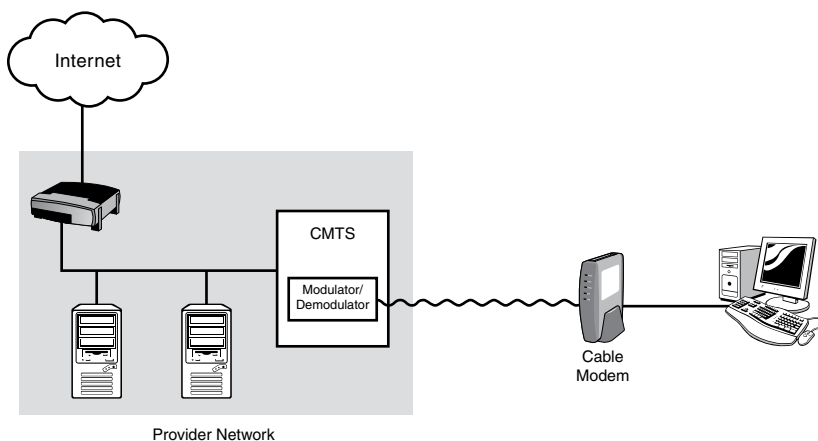 Internet
CMTS
Modulator/
Demodulator
Cable
Modem
Provider Network